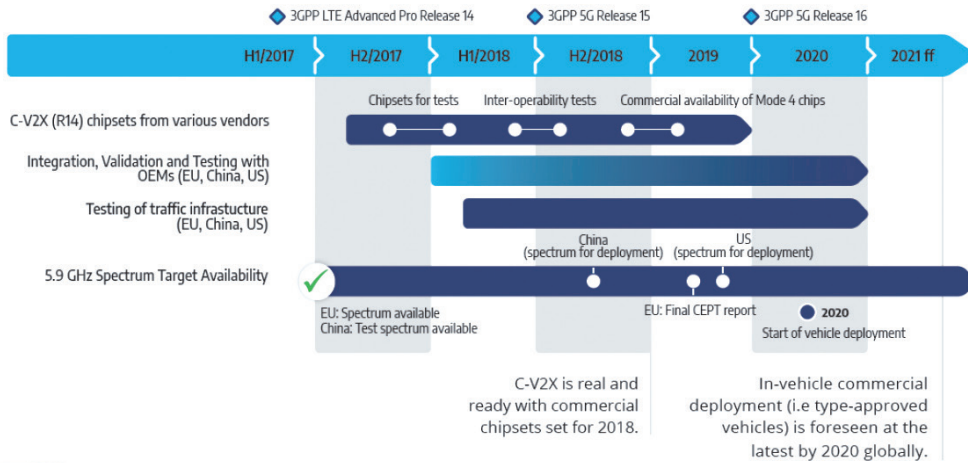 3GPP LTE Advanced Pro Release 14
3GPP 5G Release 15
3GPP 5G Release 16
H1/2017
H2/2017
H1/2018
H2/2018
2019
2020
2021 ff
Chipsets for tests
Inter-operability tests
Commercial availability of Mode 4 chips
C-V2X (R14) chipsets from various vendors
Integration, Validation and Testing with
OEMs (EU, China, US)
Testing of traffic infrastucture
(EU, China, US)
China
(spectrum for deployment)
US
(spectrum for deployment)
5.9 GHz Spectrum Target Availability
EU: Spectrum available
China: Test spectrum available
EU: Final CEPT report
2020
Start of vehicle deployment
C-V2X is real and
ready with commercial
chipsets set for 2018.
In-vehicle commercial
deployment (i.e type-approved
vehicles) is foreseen at the
latest by 2020 globally.